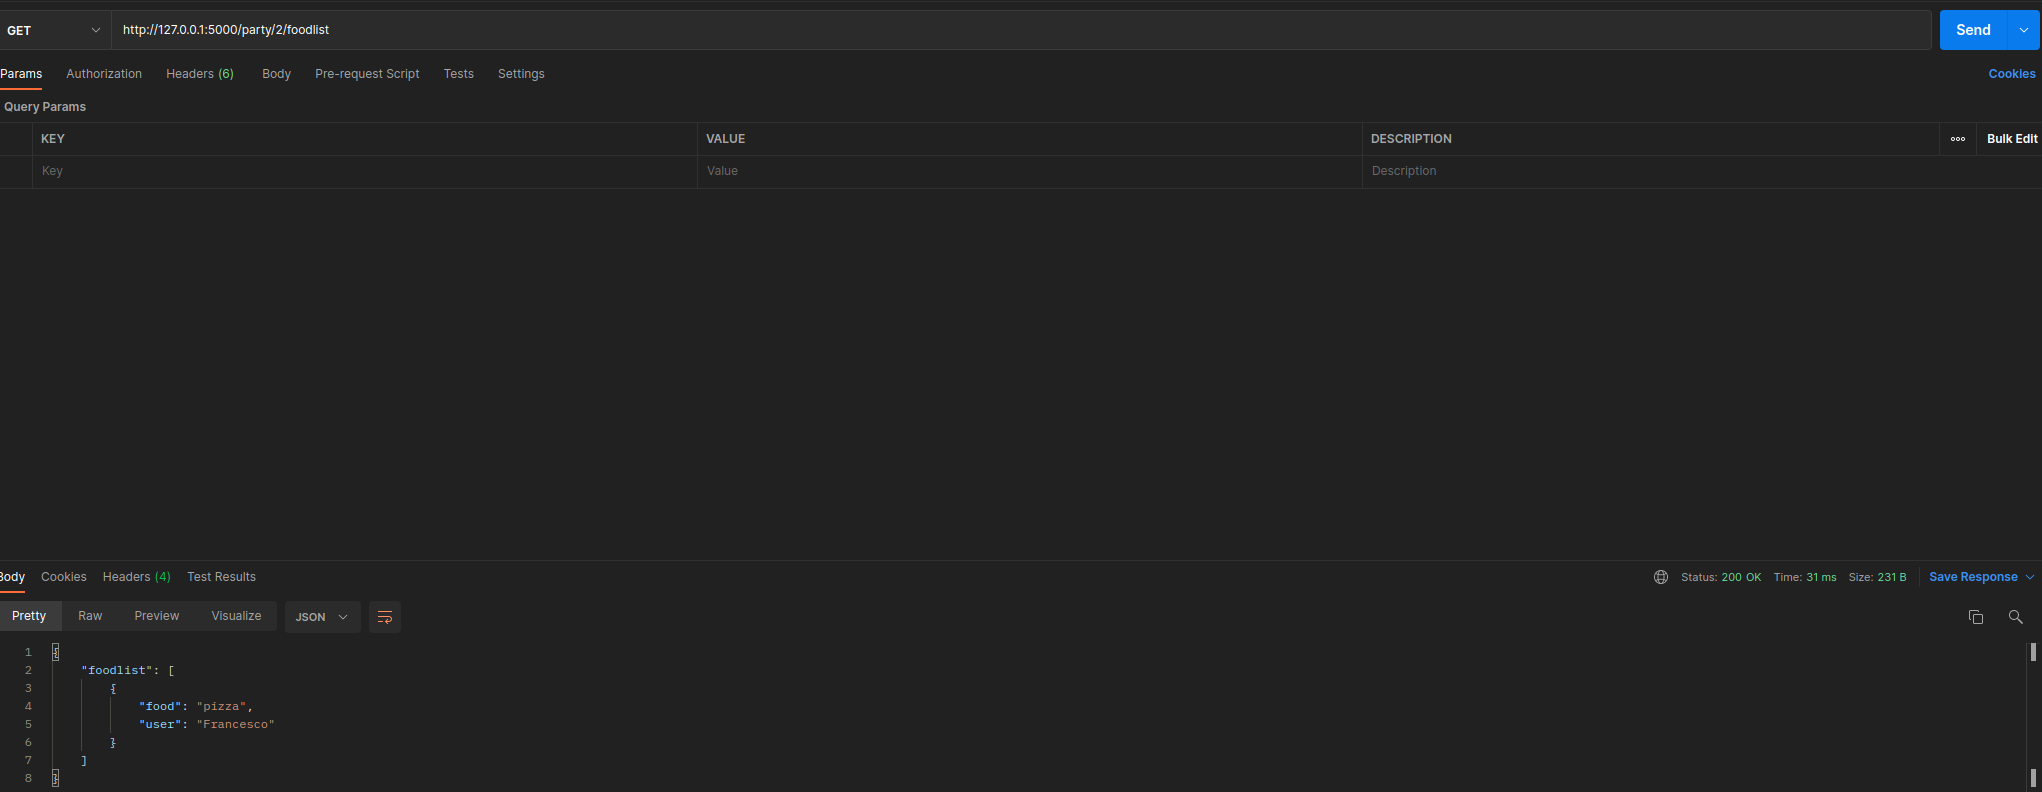 GET http://127.0.0.1:5000/party/2/foodlist Send
Params Authorization Headers (6) Body Pre-request Script Tests Settings Cookies
Query Params
KEY VALUE DESCRIPTION ooo Bulk Edit
Key Value Description
Body Cookies Headers (4) Test Results Status: 200 OK Time: 31 ms Size: 231 B Save Response
Pretty Raw Preview Visualize JSON
1 {
2 "foodlist": [
3 {
4 "food": "pizza",
5 "user": "Francesco"
6 }
7 ]
8 }